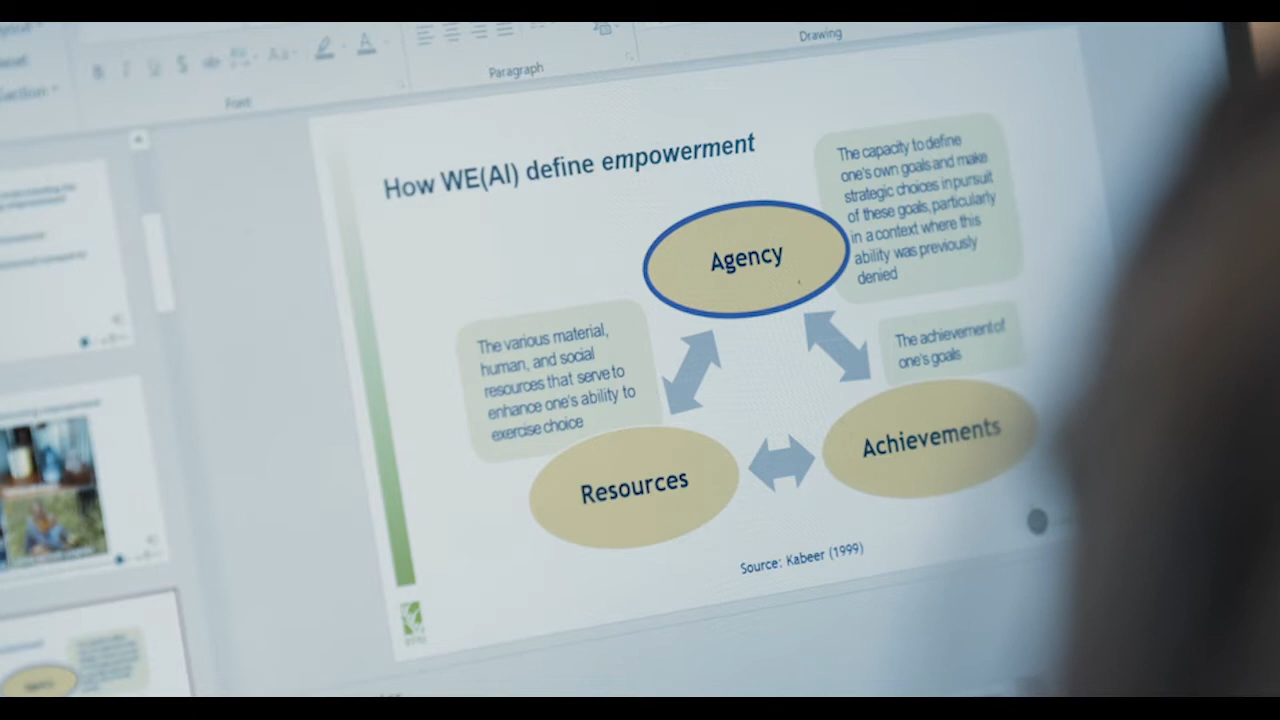 Drawing
Paragraph
Font
How WE(AI) define empowerment
The capacity to define
one's own goals and make
strategic choices in pursuit
of these goals, particularly
in a context where this
ability was previously
denied
Agency
The various material,
human, and social
resources that serve to
enhance one's ability to
exercise choice
The achievement of
one's goals
Achievements
Resources
Source: Kabeer (1999)